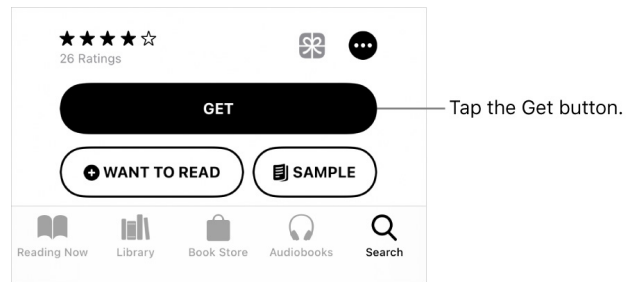 26 Ratings
GET
Tap the Get button.
WANT TO READ
SAMPLE
Reading Now
Library
Book Store
Audiobooks
Search